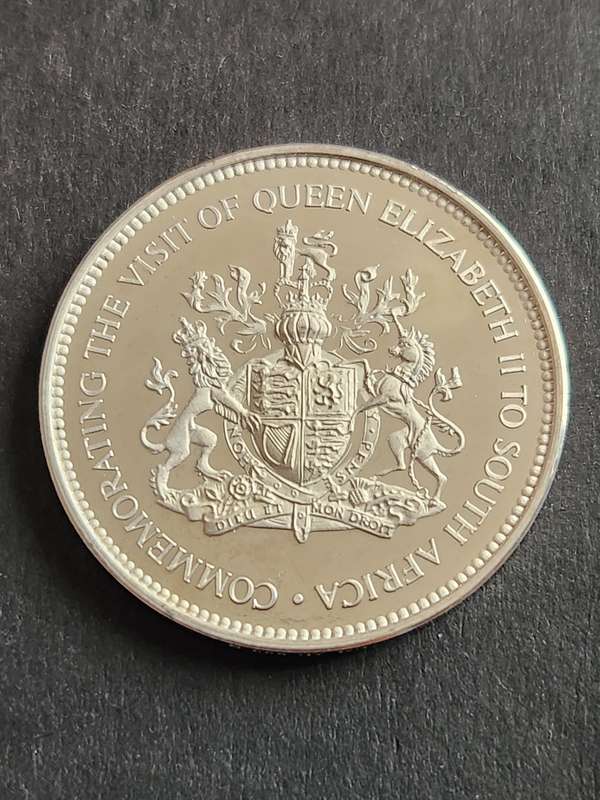 COMMEMORATING THE VISIT OF QUEEN ELIZABETH II TO SOUTH AFRICA •
DIEU ET MON DROIT